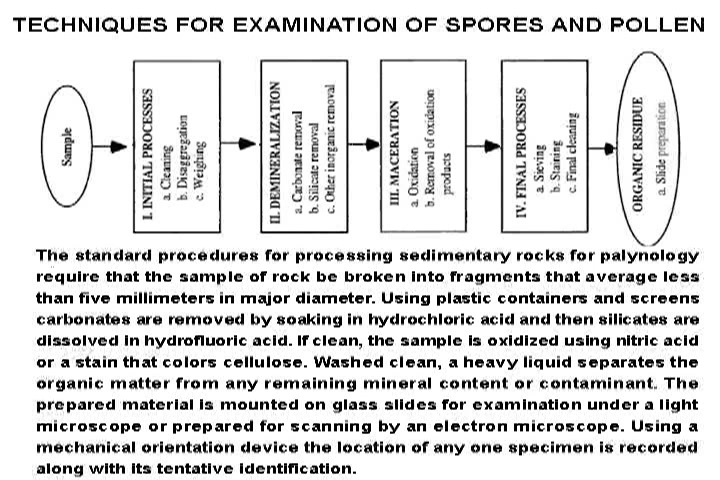 TECHNIQUES FOR EXAMINATION OF SPORES AND POLLEN
Sample
I. INITIAL PROCESSES
a. Cleaning
b. Disaggregation
c. Weighing
II. DEMINERALIZATION
a. Carbonate removal
b. Silicate removal
c. Other inorganic removal
III. MACERATION
a. Oxidation
b. Removal of oxidation
products
IV. FINAL PROCESSES
a. Sieving
b. Staining
c. Final cleaning
ORGANIC RESIDUE
a. Slide preparation
The standard procedures for processing sedimentary rocks for palynology
require that the sample of rock be broken into fragments that average less
than five millimeters in major diameter. Using plastic containers and screens
carbonates are removed by soaking in hydrochloric acid and then silicates are
dissolved in hydrofluoric acid. If clean, the sample is oxidized using nitric acid
or a stain that colors cellulose. Washed clean, a heavy liquid separates the
organic matter from any remaining mineral content or contaminant. The
prepared material is mounted on glass slides for examination under a light
microscope or prepared for scanning by an electron microscope. Using a
mechanical orientation device the location of any one specimen is recorded
along with its tentative identification.